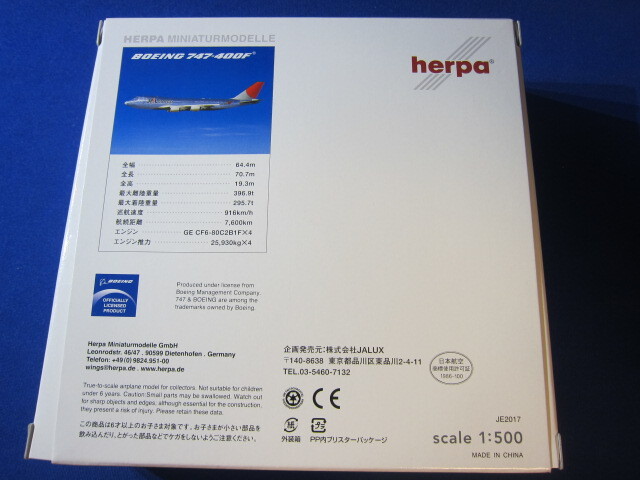 HERPA MINIATURMODELLE
BOEING 747-400F®
herpa®
全幅 64.4m
全長 70.7m
全高 19.3m
最大離陸重量 396.9t
最大着陸重量 295.7t
巡航速度 916km/h
航続距離 7,600km
エンジン GE CF6-80C2B1F×4
エンジン推力 25,930kg×4
BOEING
OFFICIALLY
LICENSED
PRODUCT
Produced under license from
Boeing Management Company.
747 & BOEING are among the
trademarks owned by Boeing.
Herpa Miniaturmodelle GmbH
Leonrodstr. 46/47 . 90599 Dietenhofen . Germany
Telefon: +49(0) 9824.951-00
wings@herpa.de . www.herpa.de
True-to-scale airplane model for collectors. Not suitable for children
under 6 years. Caution:Small parts may be swallowed. Watch out
for sharp objects and edges, although essential for the construction,
they present a risk of injury. Please retain these data.
この商品は6才以上のお子さま対象です。お子さまが小さい部品を
飲み込んだり、とがった部品などでケガをしないようご注意ください。
企画発売元:株式会社JALUX
〒140-8638 東京都品川区東品川2-4-11
TEL.03-5460-7132
日本航空
商標使用許可証
CE
紙
外装箱
プラ
PP内ブリスターパッケージ
JE2017
scale 1:500
MADE IN CHINA